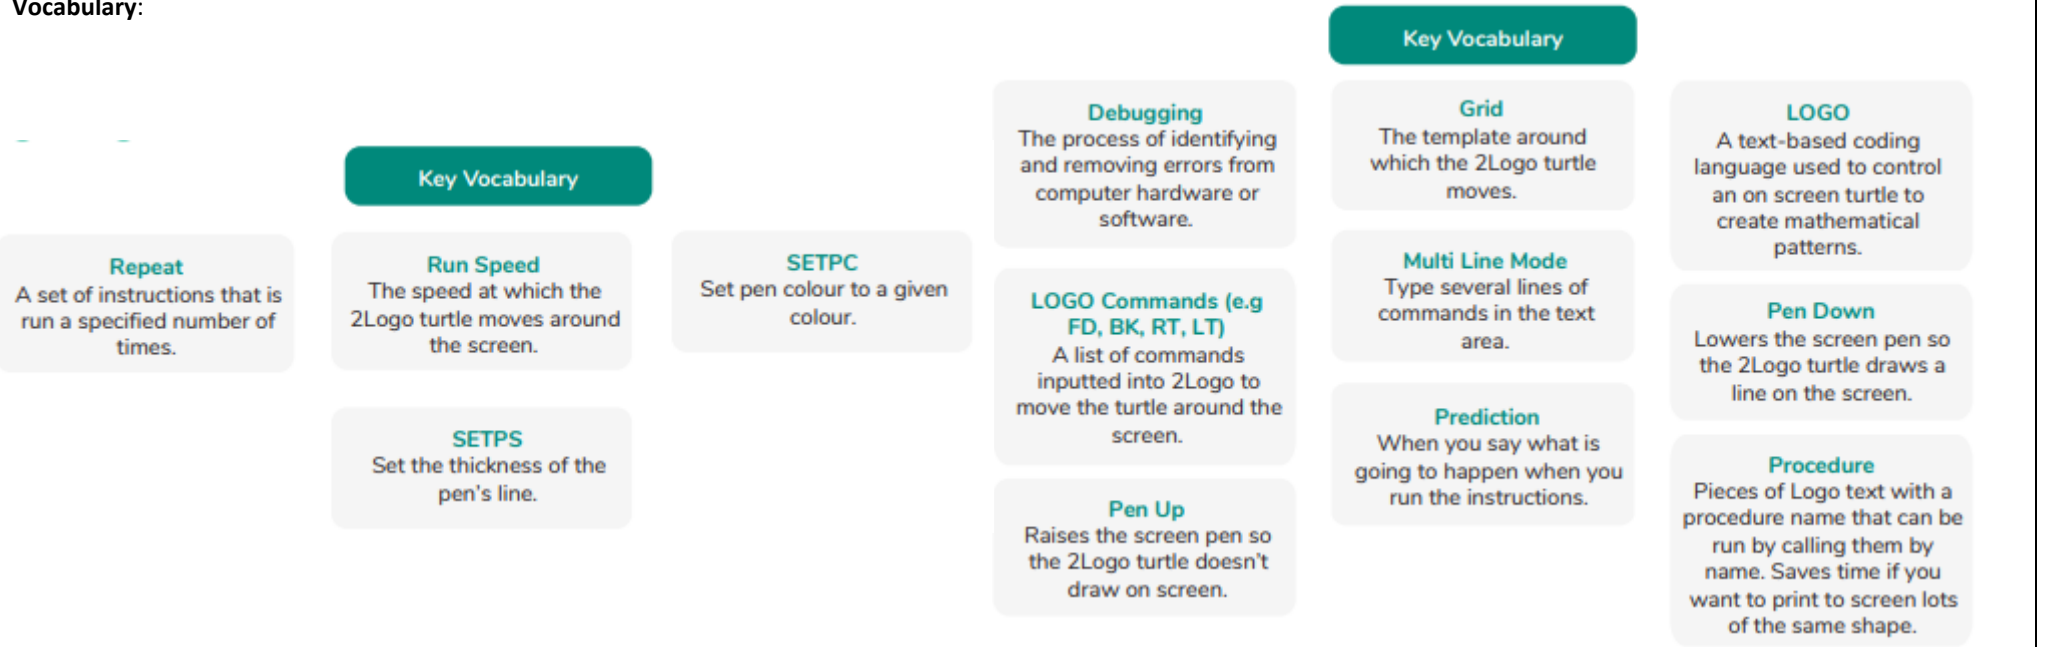 Vocabulary:
Key Vocabulary
Repeat
A set of instructions that is
run a specified number of
times.
Run Speed
The speed at which the
2Logo turtle moves around
the screen.
SETPC
Set pen colour to a given
colour.
SETPS
Set the thickness of the
pen's line.
Key Vocabulary
Debugging
The process of identifying
and removing errors from
computer hardware or
software.
Grid
The template around
which the 2Logo turtle
moves.
LOGO
A text-based coding
language used to control
an on screen turtle to
create mathematical
patterns.
LOGO Commands (e.g
FD, BK, RT, LT)
A list of commands
inputted into 2Logo to
move the turtle around the
screen.
Multi Line Mode
Type several lines of
commands in the text
area.
Pen Down
Lowers the screen pen so
the 2Logo turtle draws a
line on the screen.
Pen Up
Raises the screen pen so
the 2Logo turtle doesn't
draw on screen.
Prediction
When you say what is
going to happen when you
run the instructions.
Procedure
Pieces of Logo text with a
procedure name that can be
run by calling them by
name. Saves time if you
want to print to screen lots
of the same shape.